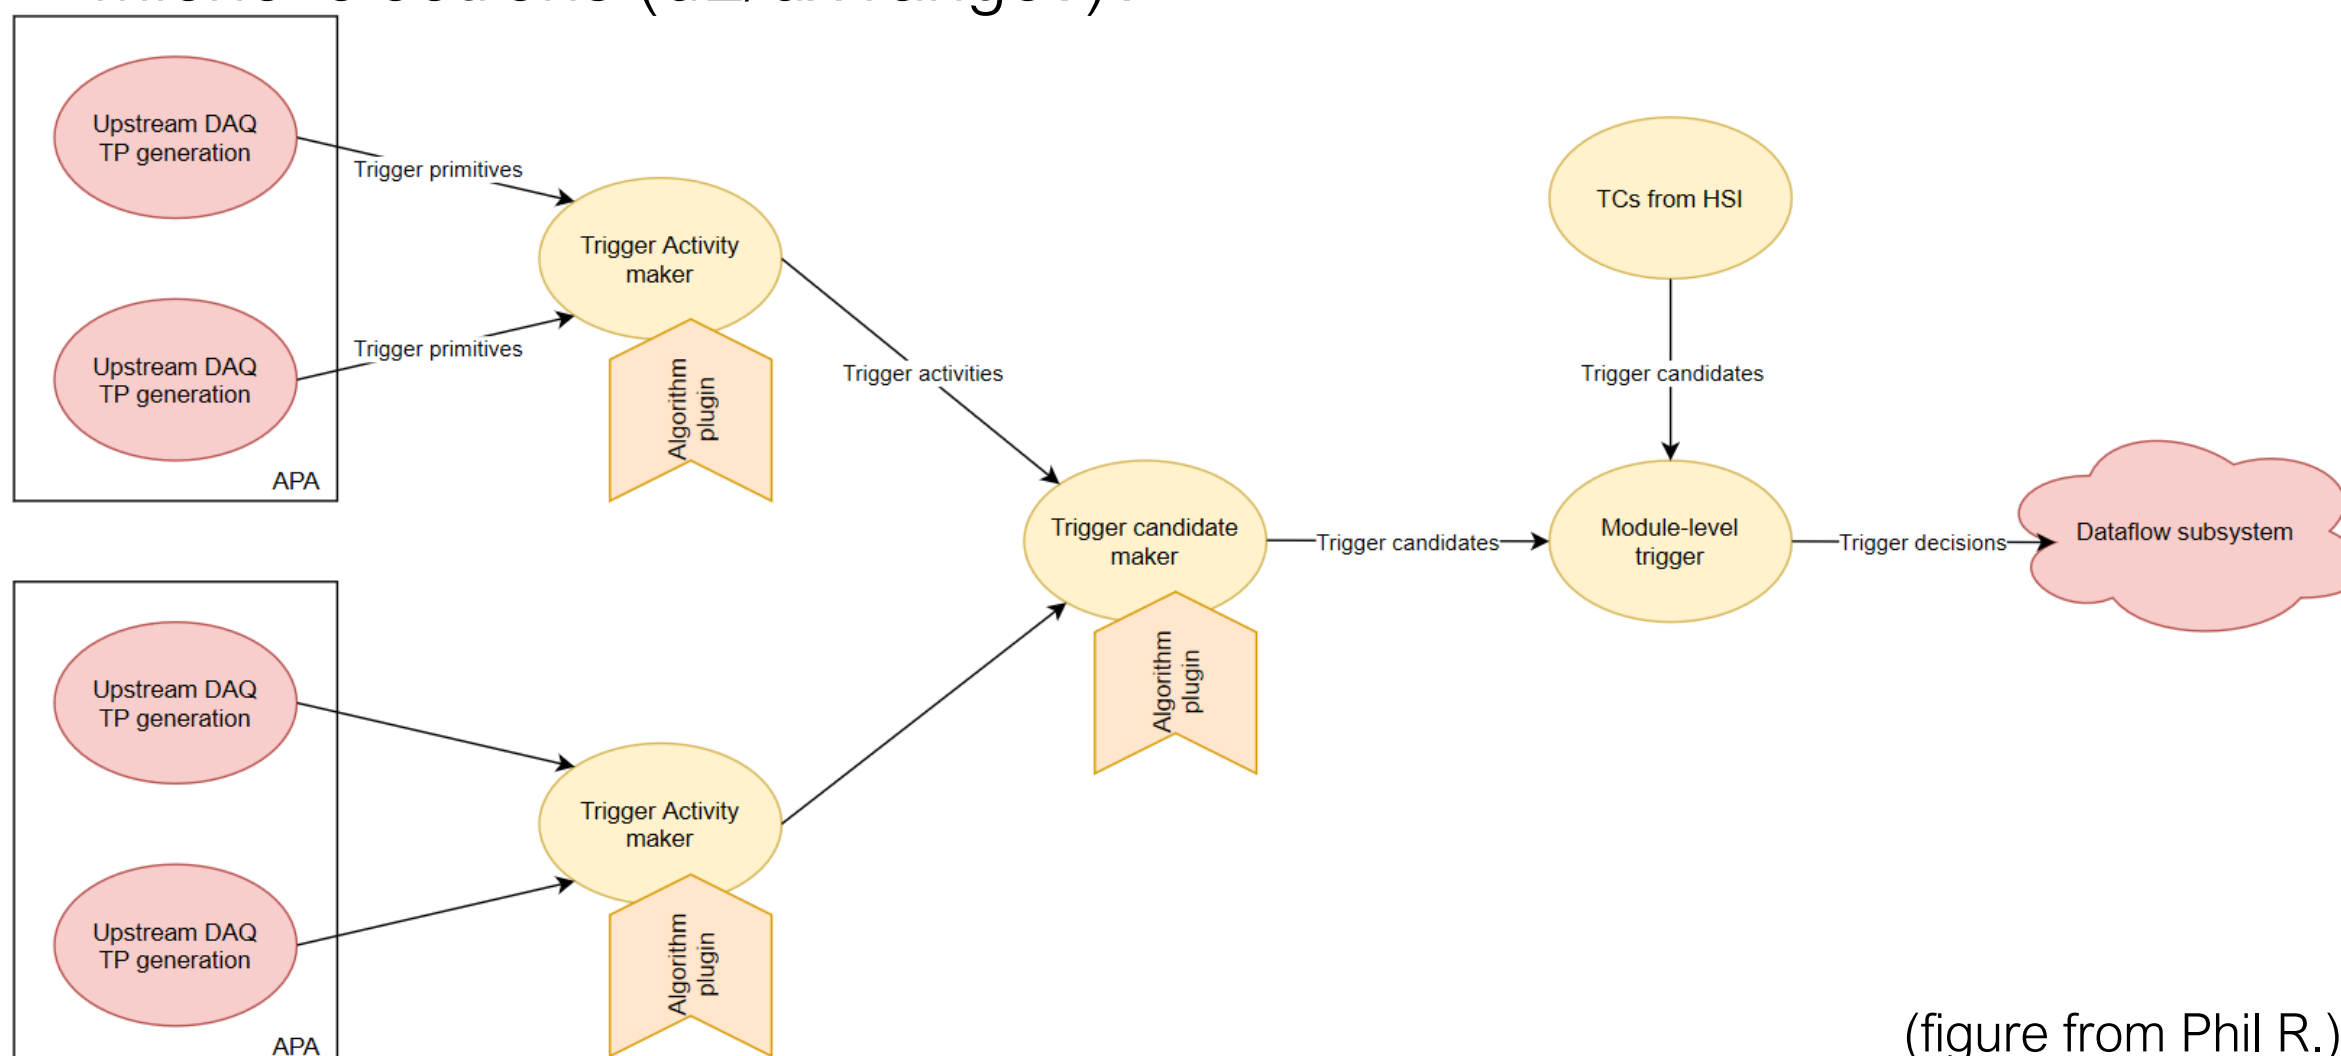 Upstream DAQ
TP generation
Trigger primitives
Upstream DAQ
TP generation
Trigger primitives
APA
Trigger Activity
maker
Algorithm
plugin
Trigger activities
TCs from HSI
Trigger candidates
Trigger candidate
maker
Algorithm
plugin
Trigger candidates
Module-level
trigger
Trigger decisions
Dataflow subsystem
Upstream DAQ
TP generation
Upstream DAQ
TP generation
APA
Trigger Activity
maker
Algorithm
plugin
(figure from Phil R.)